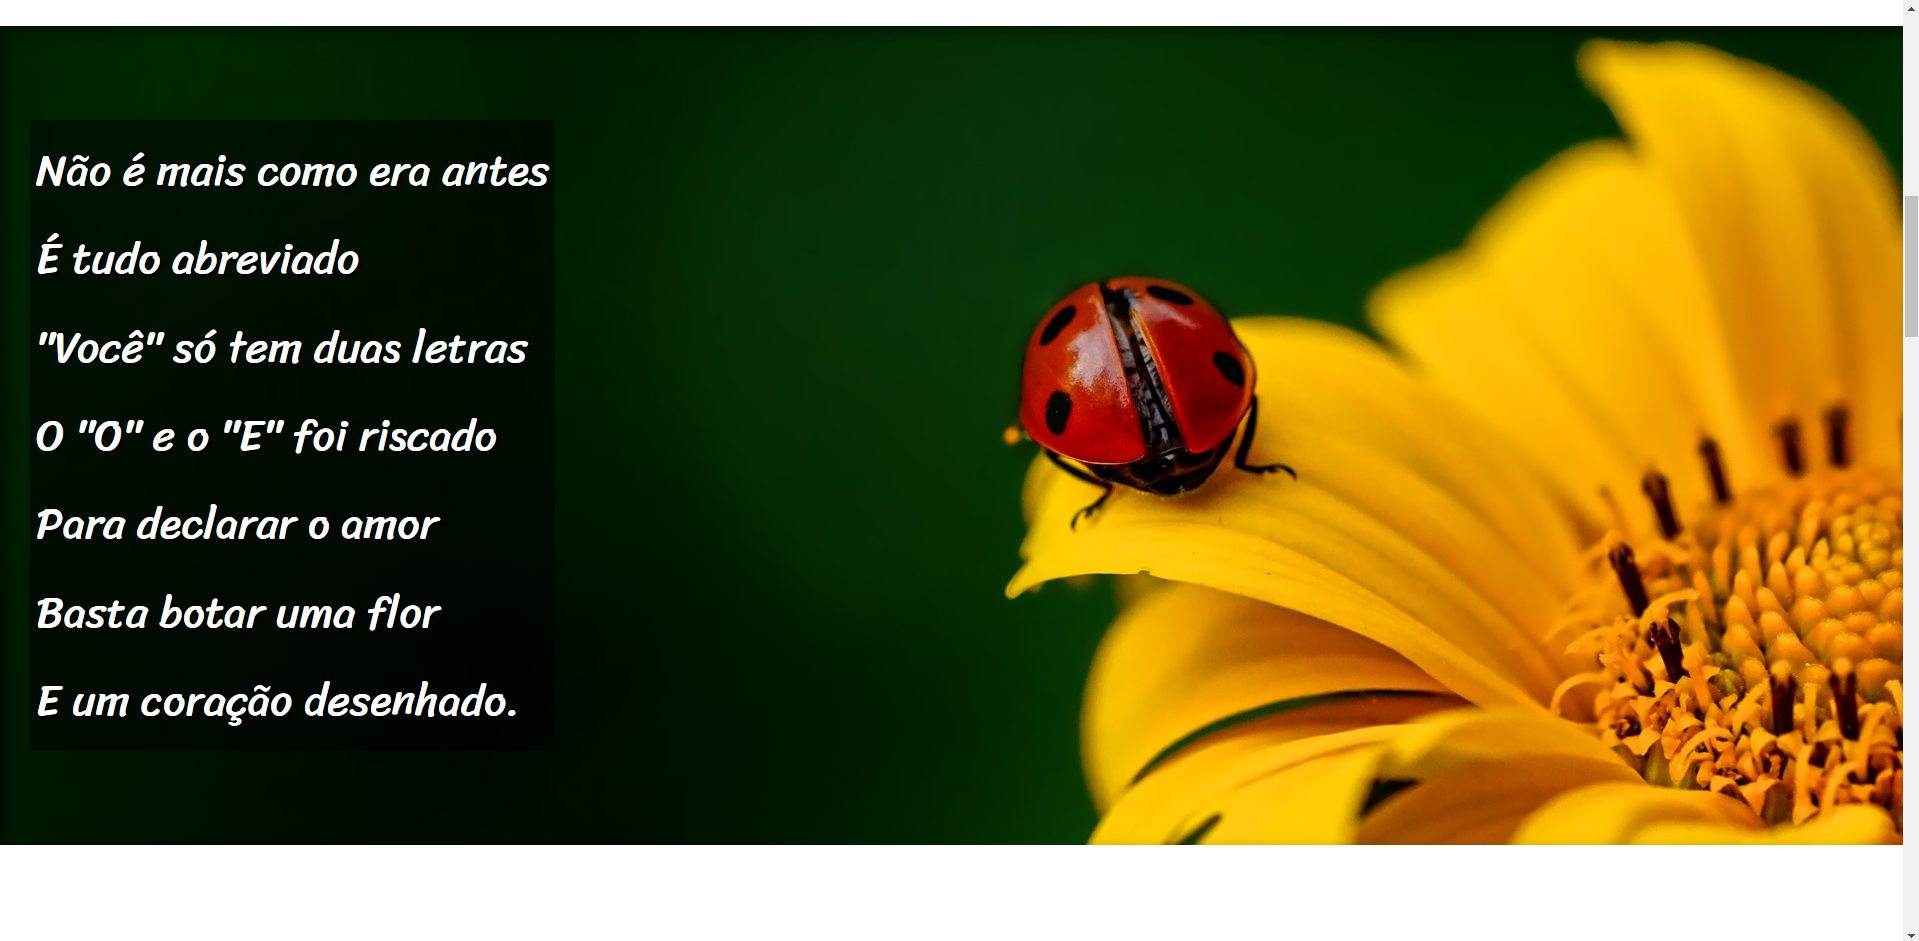 Não é mais como era antes
É tudo abreviado
"Você" só tem duas letras
O "O" e o "E" foi riscado
Para declarar o amor
Basta botar uma flor
E um coração desenhado.